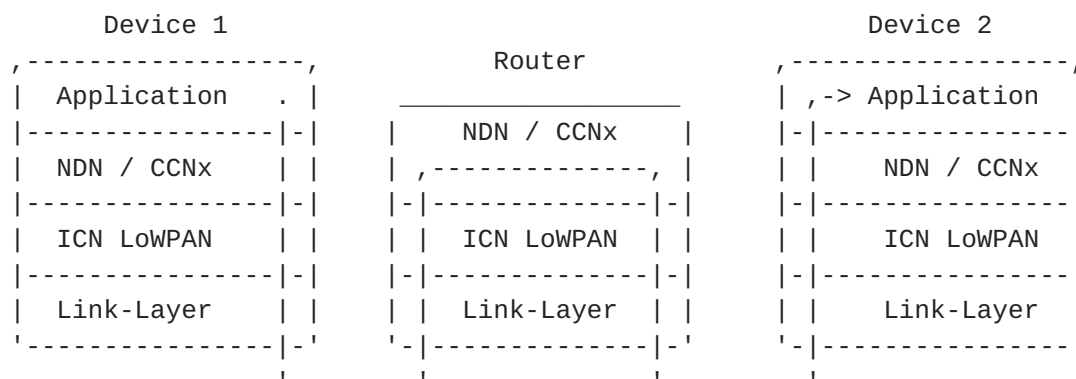 Device 1 Device 2
Router
Application ,-> Application
NDN / CCNx
NDN / CCNx NDN / CCNx
ICN LoWPAN ICN LoWPAN ICN LoWPAN
Link-Layer Link-Layer Link-Layer